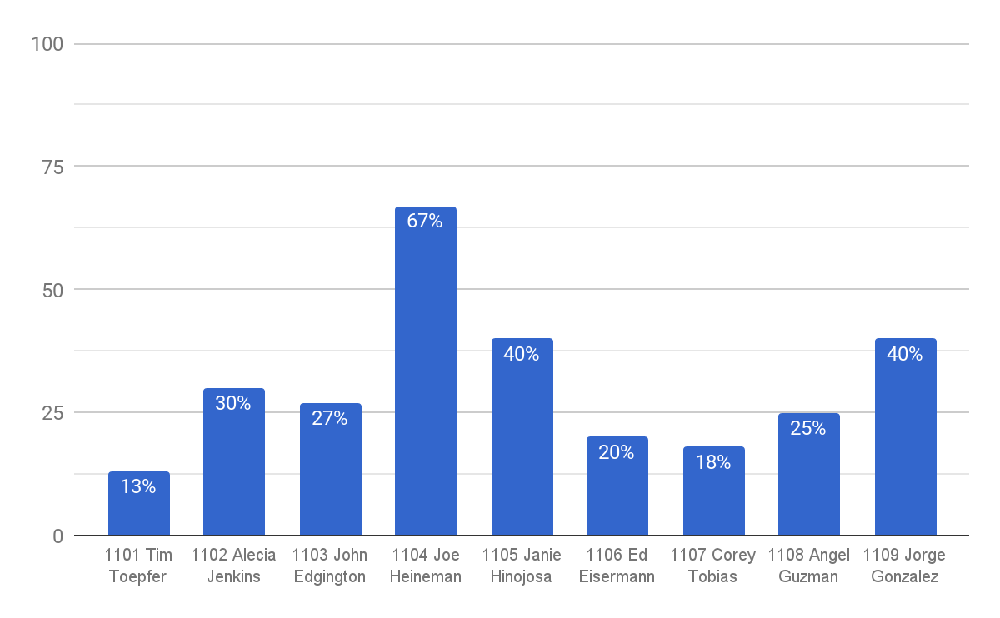 100
75
50
25
0
67%
40%
40%
30%
27%
25%
20%
18%
13%
1101 Tim Toepfer
1102 Alecia Jenkins
1103 John Edgington
1104 Joe Heineman
1105 Janie Hinojosa
1106 Ed Eisermann
1107 Corey Tobias
1108 Angel Guzman
1109 Jorge Gonzalez